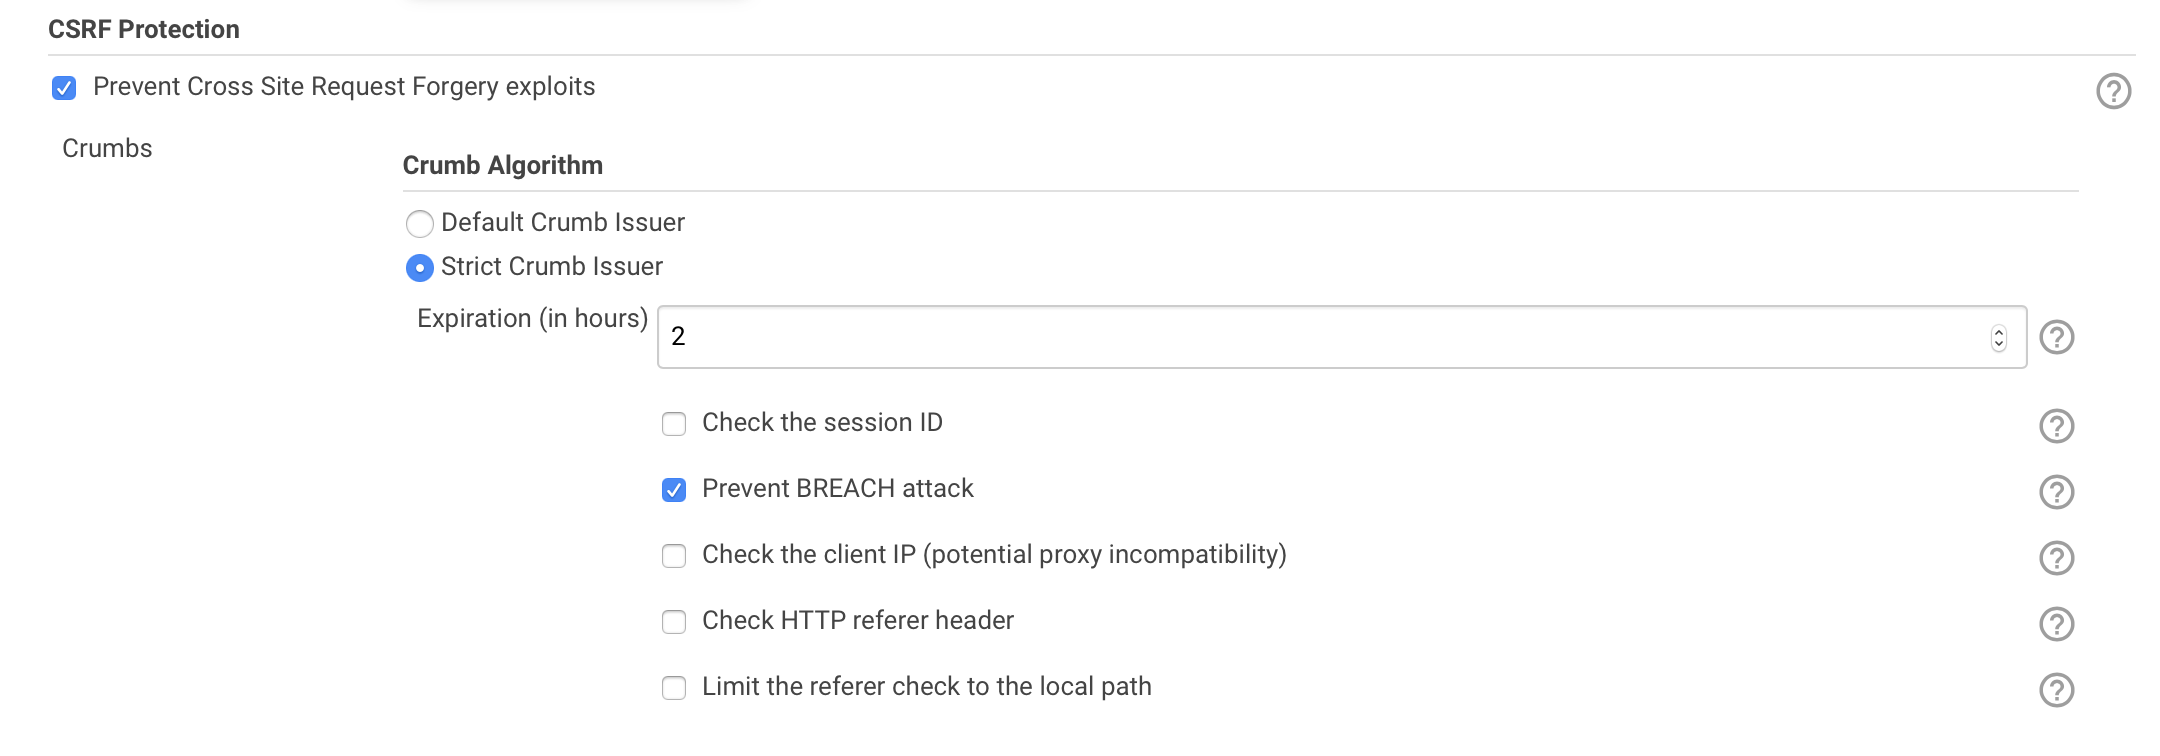 CSRF Protection
Prevent Cross Site Request Forgery exploits
?
Crumbs
Crumb Algorithm
Default Crumb Issuer
Strict Crumb Issuer
Expiration (in hours) 2
?
Check the session ID
?
Prevent BREACH attack
?
Check the client IP (potential proxy incompatibility)
?
Check HTTP referer header
?
Limit the referer check to the local path
?